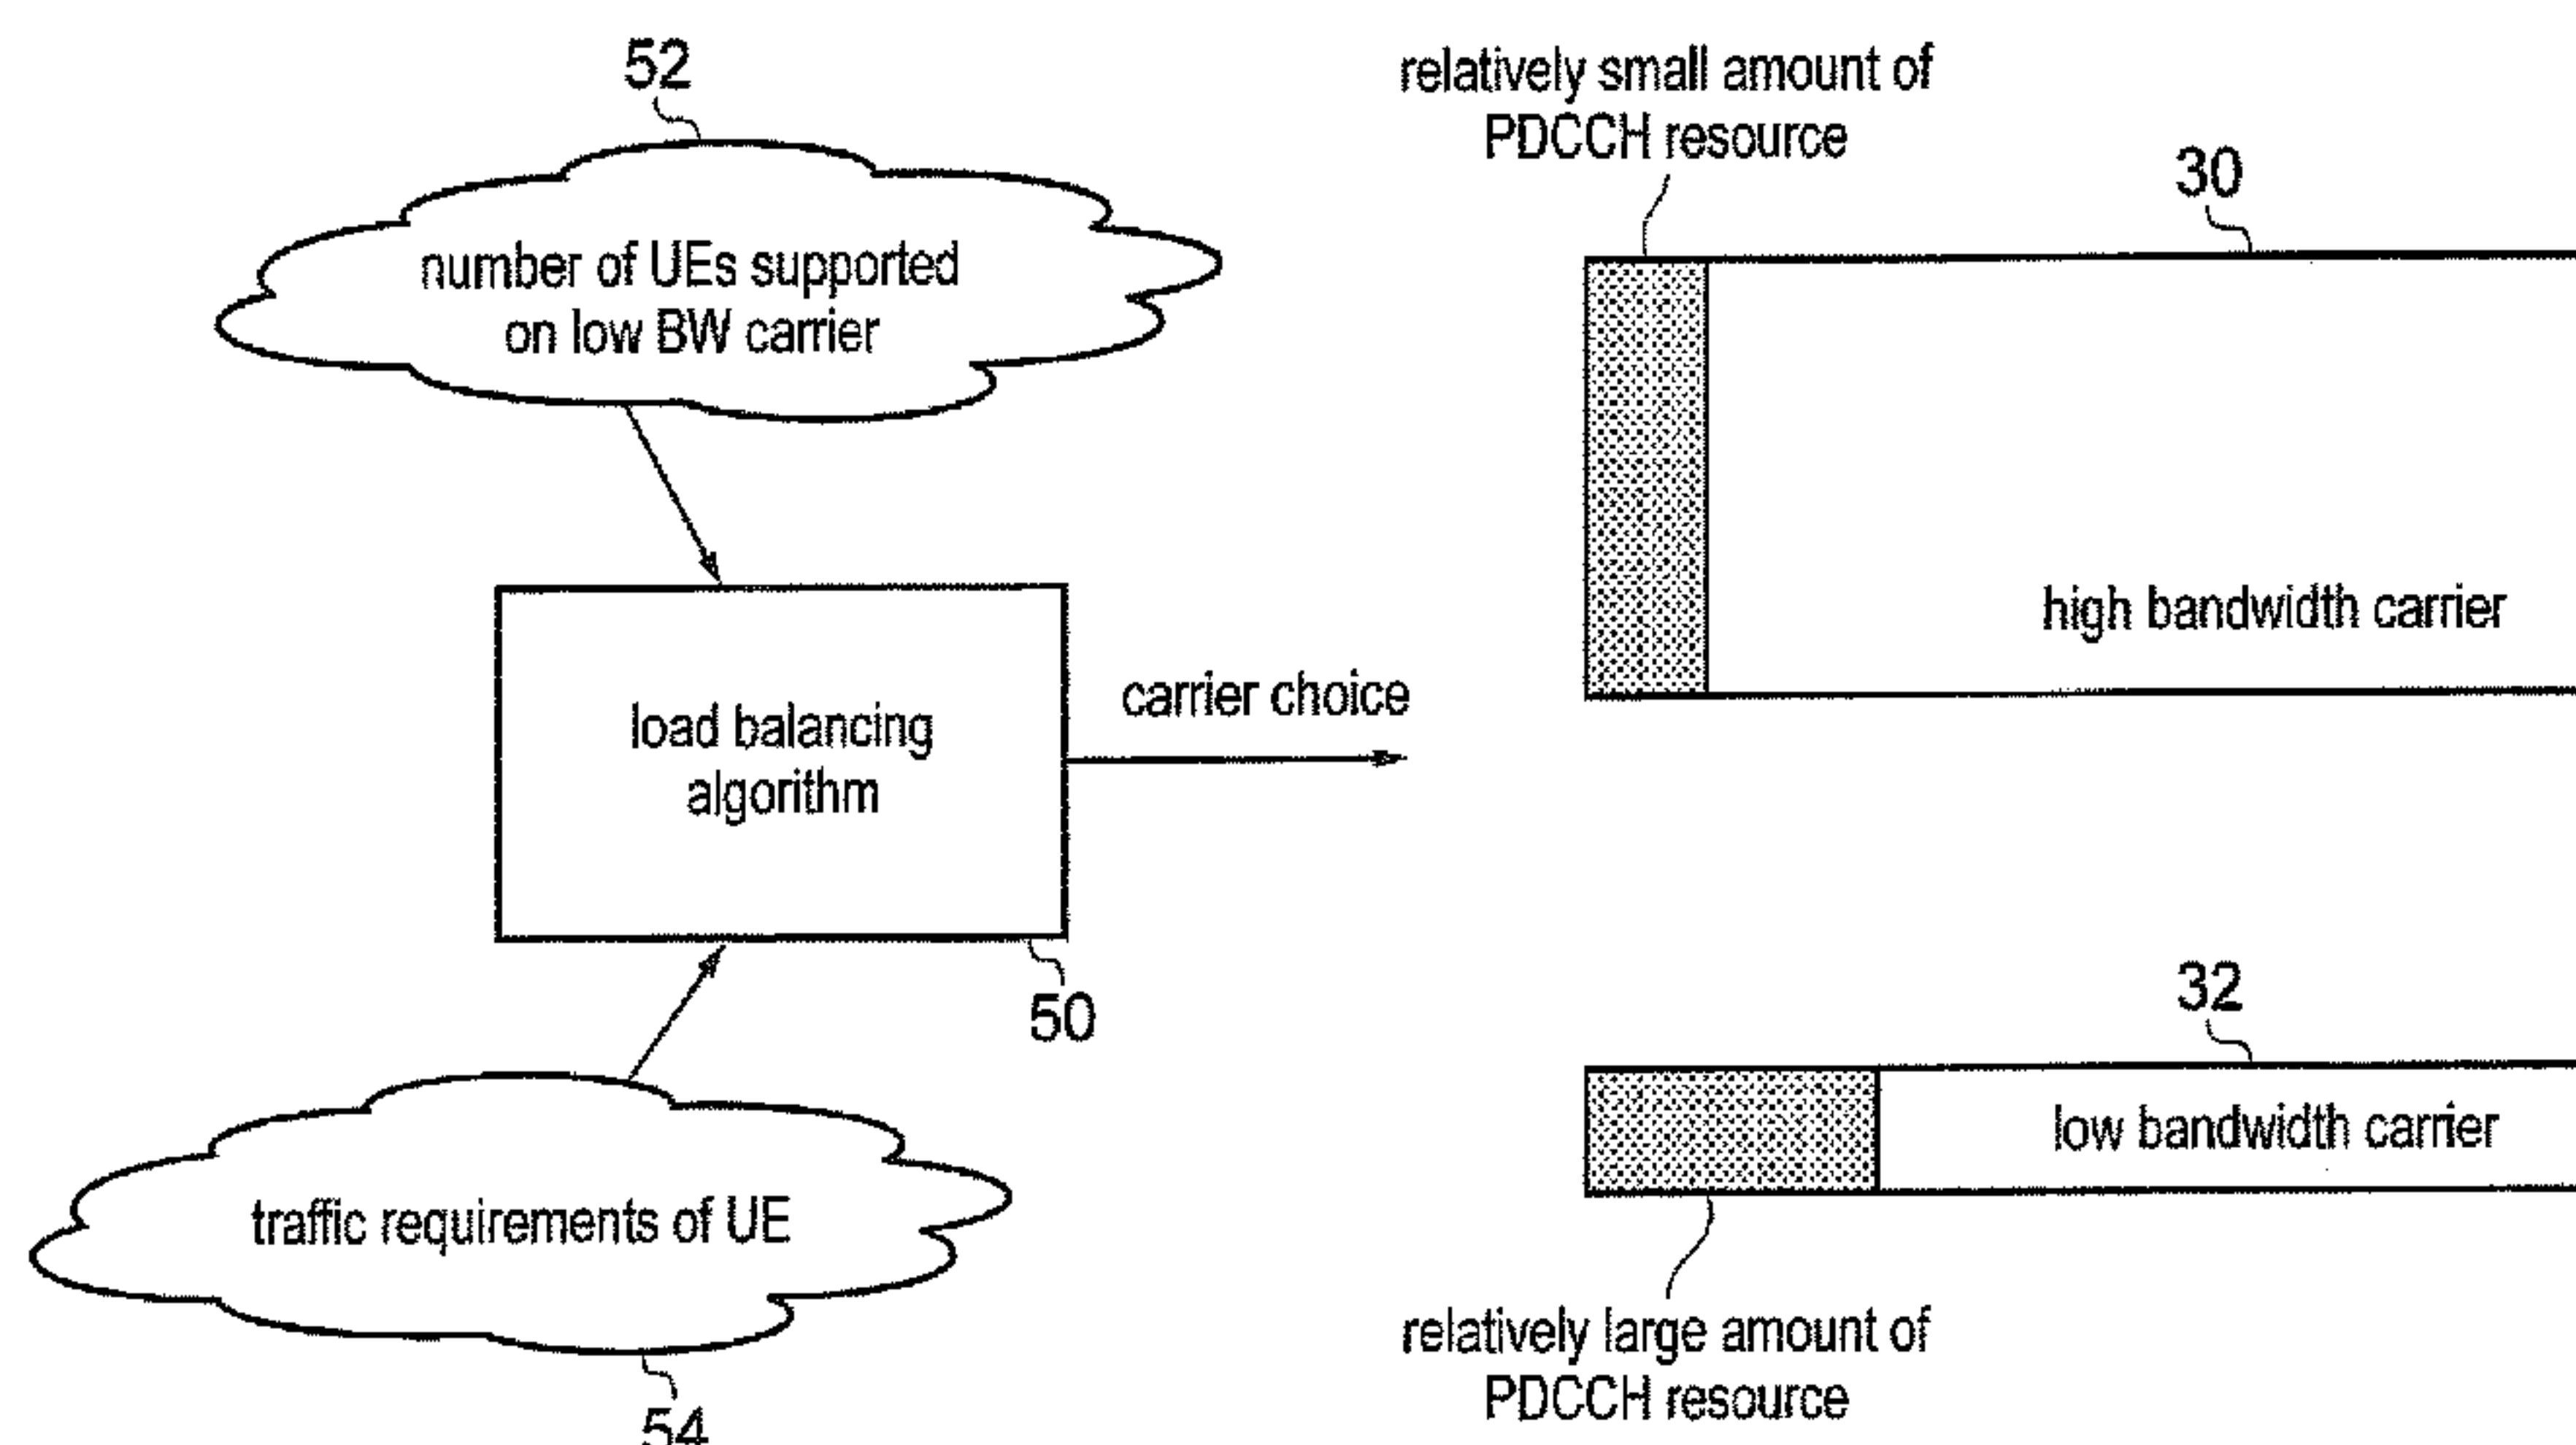 52
number of UEs supported
on low BW carrier
load balancing
algorithm
50
carrier choice
traffic requirements of UE
54
relatively small amount of
PDCCH resource
30
high bandwidth carrier
32
low bandwidth carrier
relatively large amount of
PDCCH resource